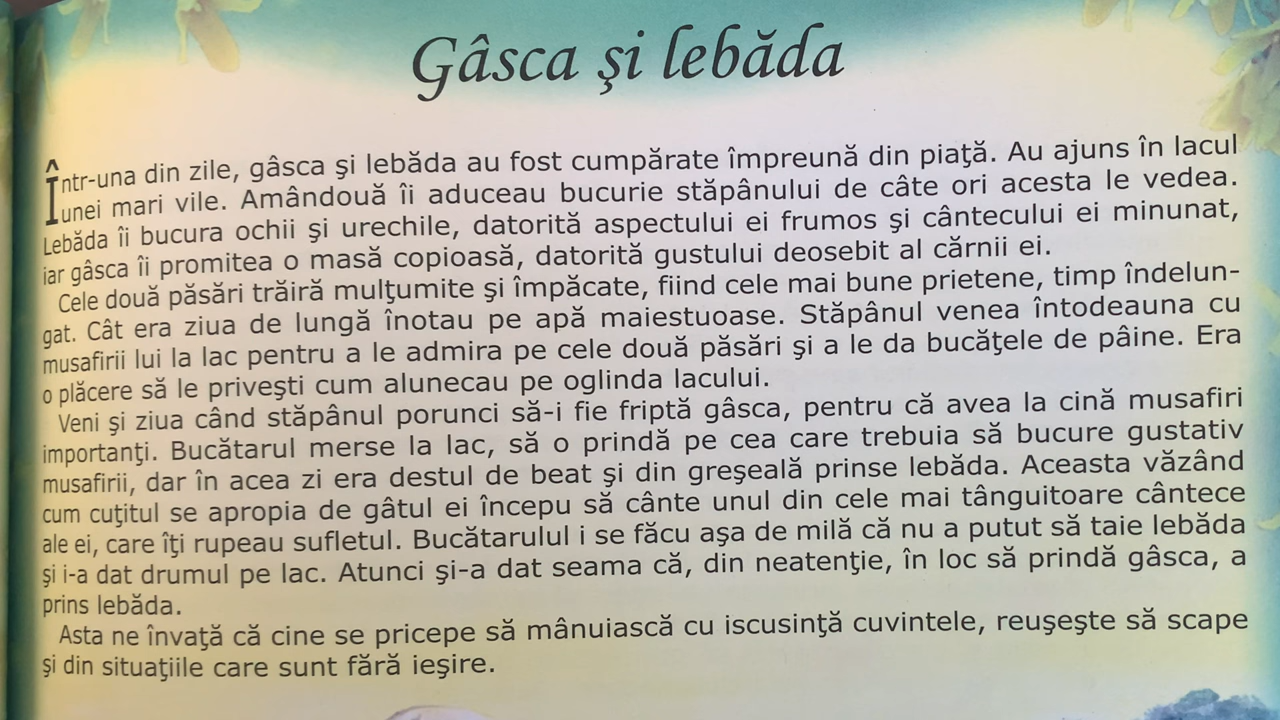 Gâsca şi lebăda
Într-una din zile, gâsca şi lebăda au fost cumpărate împreună din piaţă. Au ajuns în lacul
unei mari vile. Amândouă îi aduceau bucurie stăpânului de câte ori acesta le vedea.
Lebăda îi bucura ochii şi urechile, datorită aspectului ei frumos şi cântecului ei minunat,
iar gâsca îi promitea o masă copioasă, datorită gustului deosebit al cărnii ei.
Cele două păsări trăiră mulţumite şi împăcate, fiind cele mai bune prietene, timp îndelun-
gat. Cât era ziua de lungă înotau pe apă maiestuoase. Stăpânul venea întodeauna cu
musafirii lui la lac pentru a le admira pe cele două păsări şi a le da bucăţele de pâine. Era
o plăcere să le priveşti cum alunecau pe oglinda lacului.
Veni şi ziua când stăpânul porunci să-i fie friptă gâsca, pentru că avea la cină musafiri
importanţi. Bucătarul merse la lac, să o prindă pe cea care trebuia să bucure gustativ
musafirii, dar în acea zi era destul de beat şi din greşeală prinse lebăda. Aceasta văzând
cum cuţitul se apropia de gâtul ei începu să cânte unul din cele mai tânguitoare cântece
ale ei, care îţi rupeau sufletul. Bucătarului i se făcu aşa de milă că nu a putut să taie lebăda
şi i-a dat drumul pe lac. Atunci şi-a dat seama că, din neatenţie, în loc să prindă gâsca, a
prins lebăda.
Asta ne învaţă că cine se pricepe să mânuiască cu iscusinţă cuvintele, reuşeşte să scape
şi din situaţiile care sunt fără ieşire.